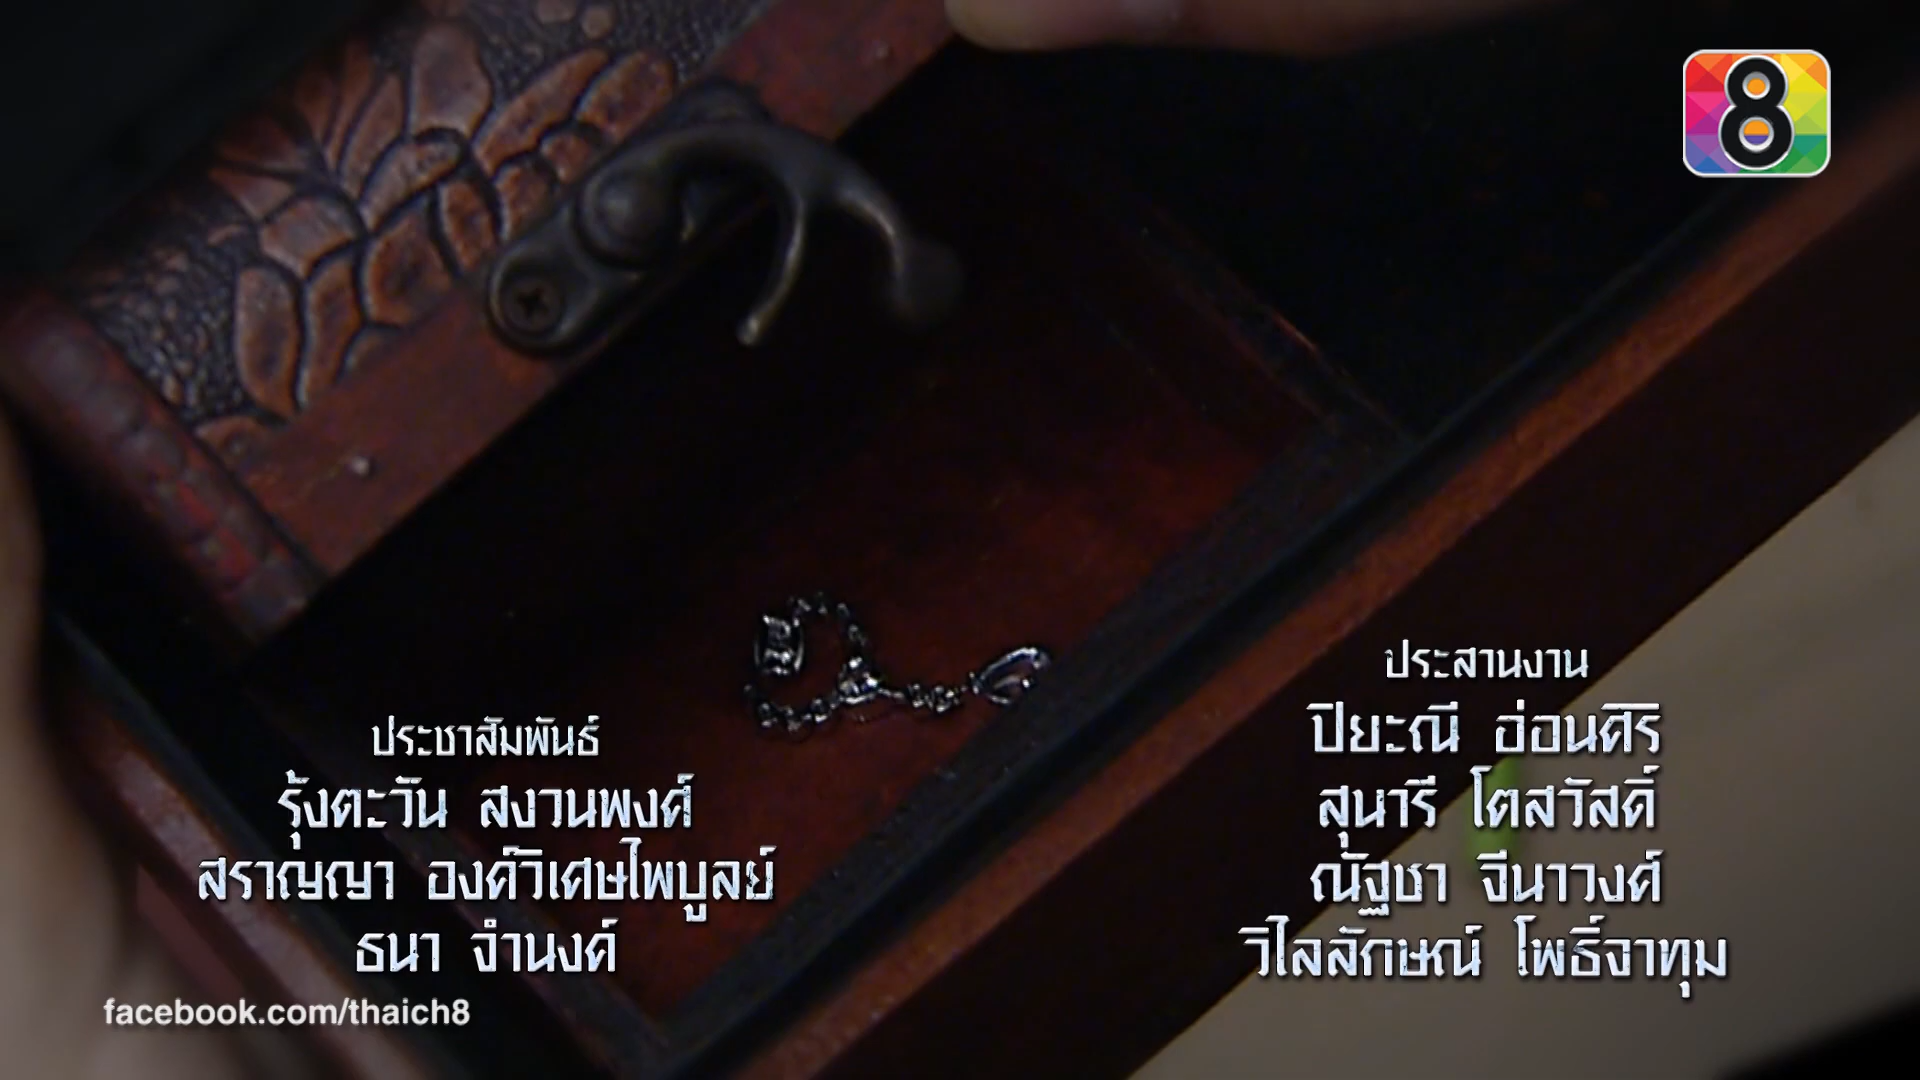 8
ประสานงาน
ปิยะณี อ่อนศิริ
สุนารี โตสวัสดิ์
ณัฐชา จีนาวงศ์
วิไลลักษณ์ โพธิ์จาทุม
ประชาสัมพันธ์
รุ้งตะวัน สงวนพงศ์
สราญญา องค์วิเศษไพบูลย์
ธนา จำนงค์
facebook.com/thaich8